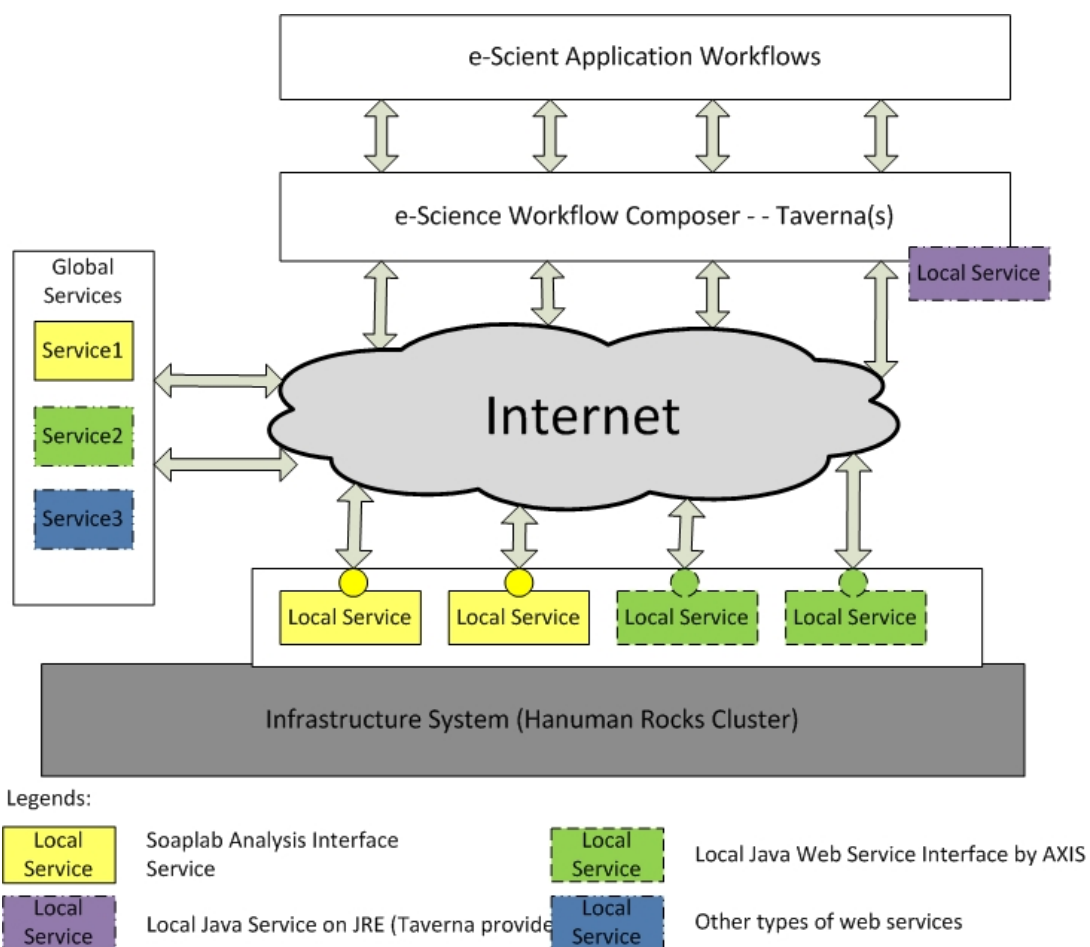 e-Scient Application Workflows
e-Science Workflow Composer - - Taverna(s)
Local Service
Global
Services
Service1
Service2
Service3
Internet
Local Service
Local Service
Local Service
Local Service
Infrastructure System (Hanuman Rocks Cluster)
Legends:
Local
Service
Soaplab Analysis Interface
Service
Local
Service
Local Java Web Service Interface by AXIS
Local
Service
Local Java Service on JRE (Taverna provide
Local
Service
Other types of web services